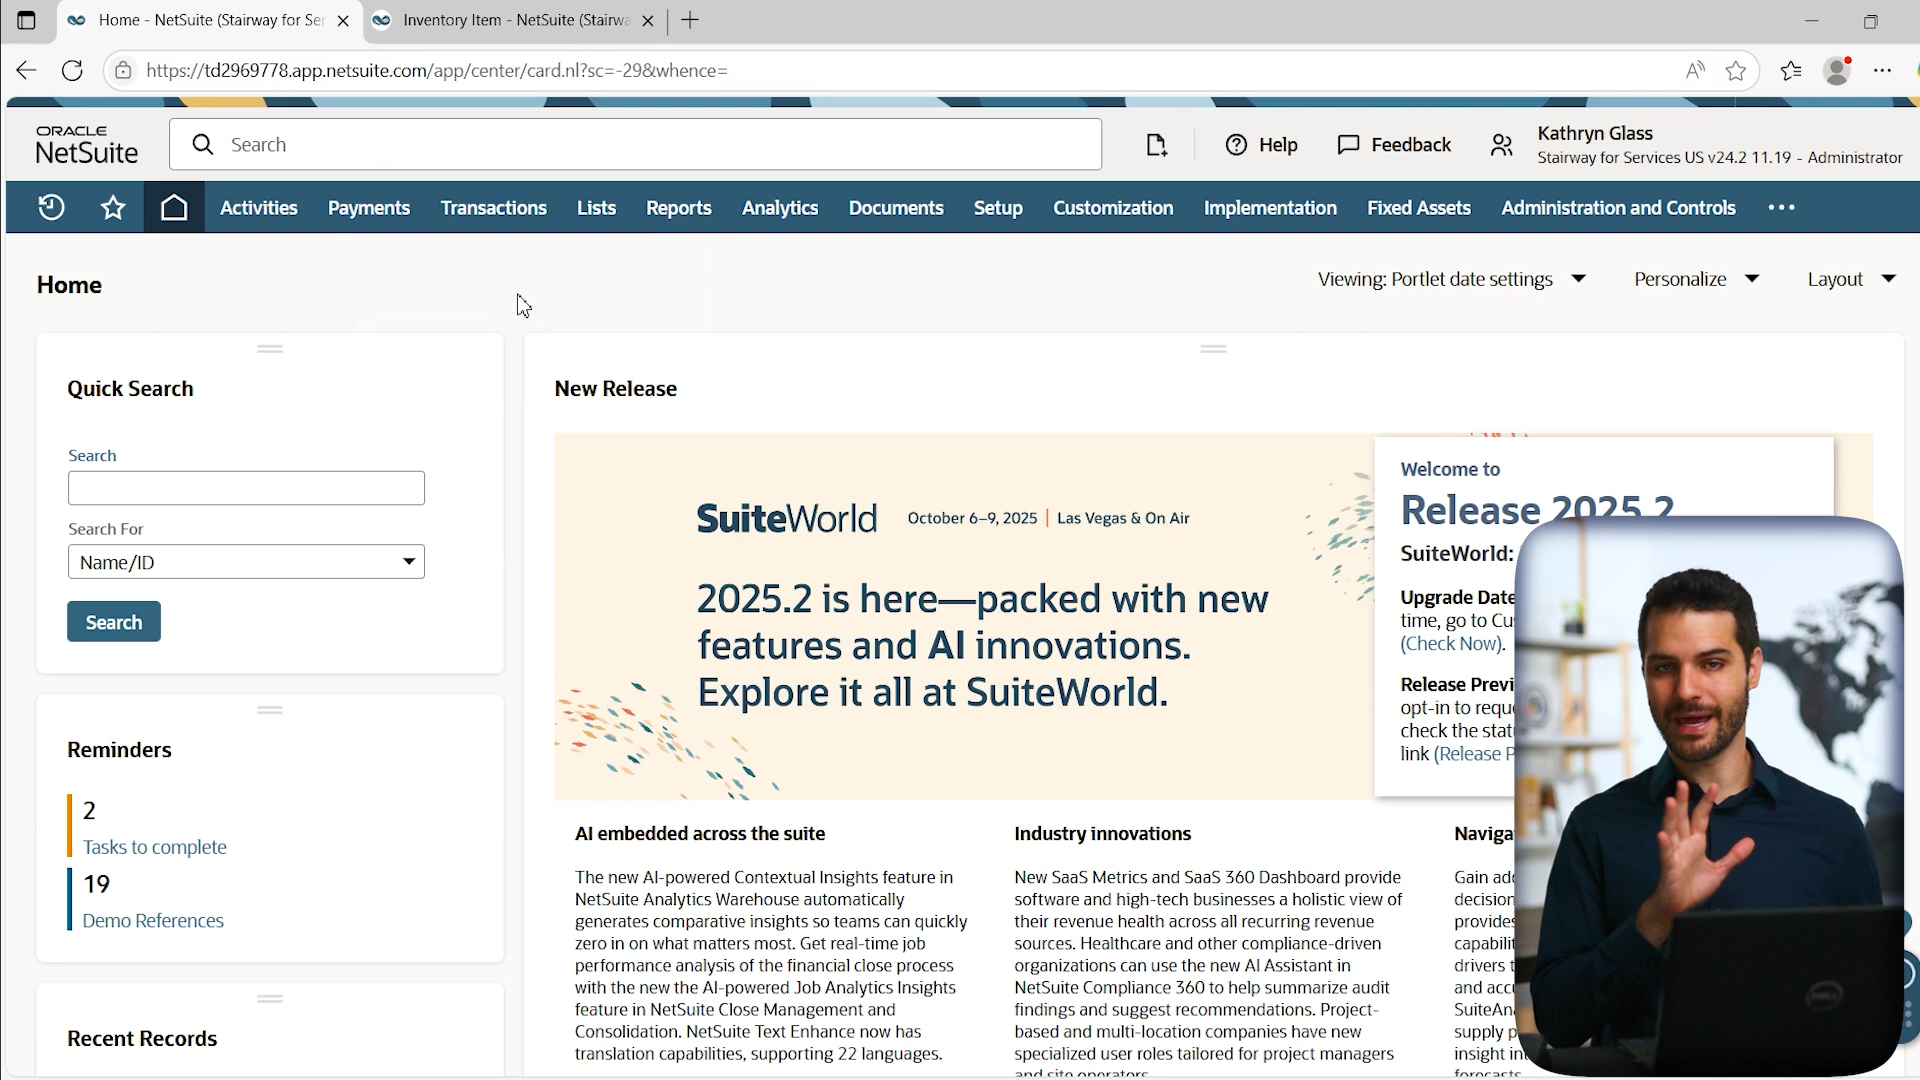 Home - NetSuite (Stairway for Ser
Inventory Item - NetSuite (Stairwa
https://td2969778.app.netsuite.com/app/center/card.nl?sc=-29&whence=
ORACLE
NetSuite
Search
Help
Feedback
Kathryn Glass
Stairway for Services US v24.2 11.19 - Administrator
Activities
Payments
Transactions
Lists
Reports
Analytics
Documents
Setup
Customization
Implementation
Fixed Assets
Administration and Controls
Home
Viewing: Portlet date settings
Personalize
Layout
Quick Search
Search
Search For
Name/ID
Search
Reminders
2
Tasks to complete
19
Demo References
Recent Records
New Release
SuiteWorld
October 6–9, 2025 | Las Vegas & On Air
2025.2 is here—packed with new
features and AI innovations.
Explore it all at SuiteWorld.
Welcome to
Release 2025.2
SuiteWorld:
Upgrade Date
time, go to Cu
(Check Now).
Release Previ
opt-in to reque
check the statu
link (Release P
AI embedded across the suite
The new AI-powered Contextual Insights feature in
NetSuite Analytics Warehouse automatically
generates comparative insights so teams can quickly
zero in on what matters most. Get real-time job
performance analysis of the financial close process
with the new the AI-powered Job Analytics Insights
feature in NetSuite Close Management and
Consolidation. NetSuite Text Enhance now has
translation capabilities, supporting 22 languages.
Industry innovations
New SaaS Metrics and SaaS 360 Dashboard provide
software and high-tech businesses a holistic view of
their revenue health across all recurring revenue
sources. Healthcare and other compliance-driven
organizations can use the new AI Assistant in
NetSuite Compliance 360 to help summarize audit
findings and suggest recommendations. Project-
based and multi-location companies have new
specialized user roles tailored for project managers
and site operators.
Naviga
Gain ad
decision
provides
capabilit
drivers t
and accu
SuiteAn
supply p
insight in
forecasts
DELL